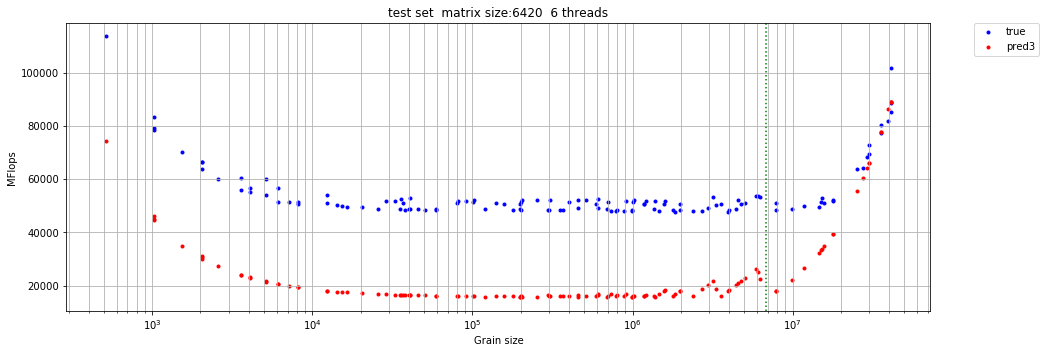 test set  matrix size:6420  6 threads
true
pred3
MFlops
100000
80000
60000
40000
20000
10³
10⁴
10⁵
10⁶
10⁷
Grain size